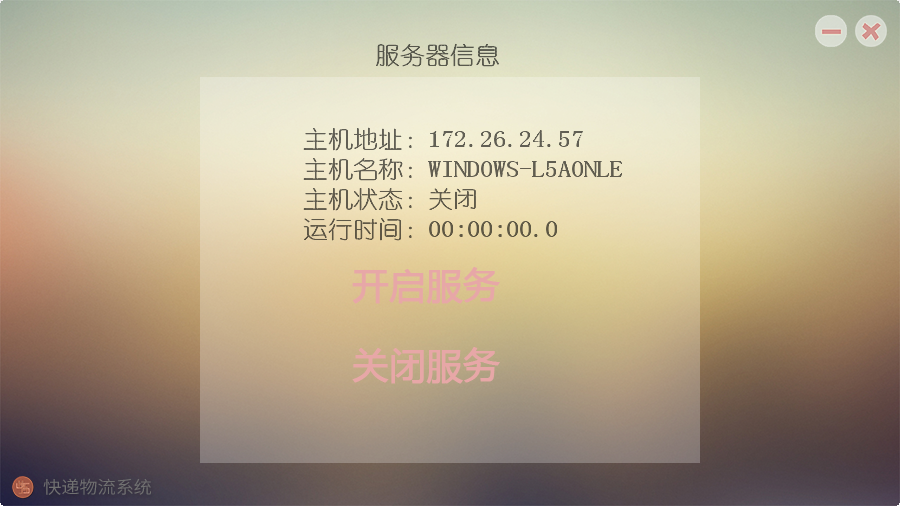 服务器信息
主机地址: 172.26.24.57
主机名称: WINDOWS-L5AONLE
主机状态: 关闭
运行时间: 00:00:00.0
开启服务
关闭服务
快递物流系统